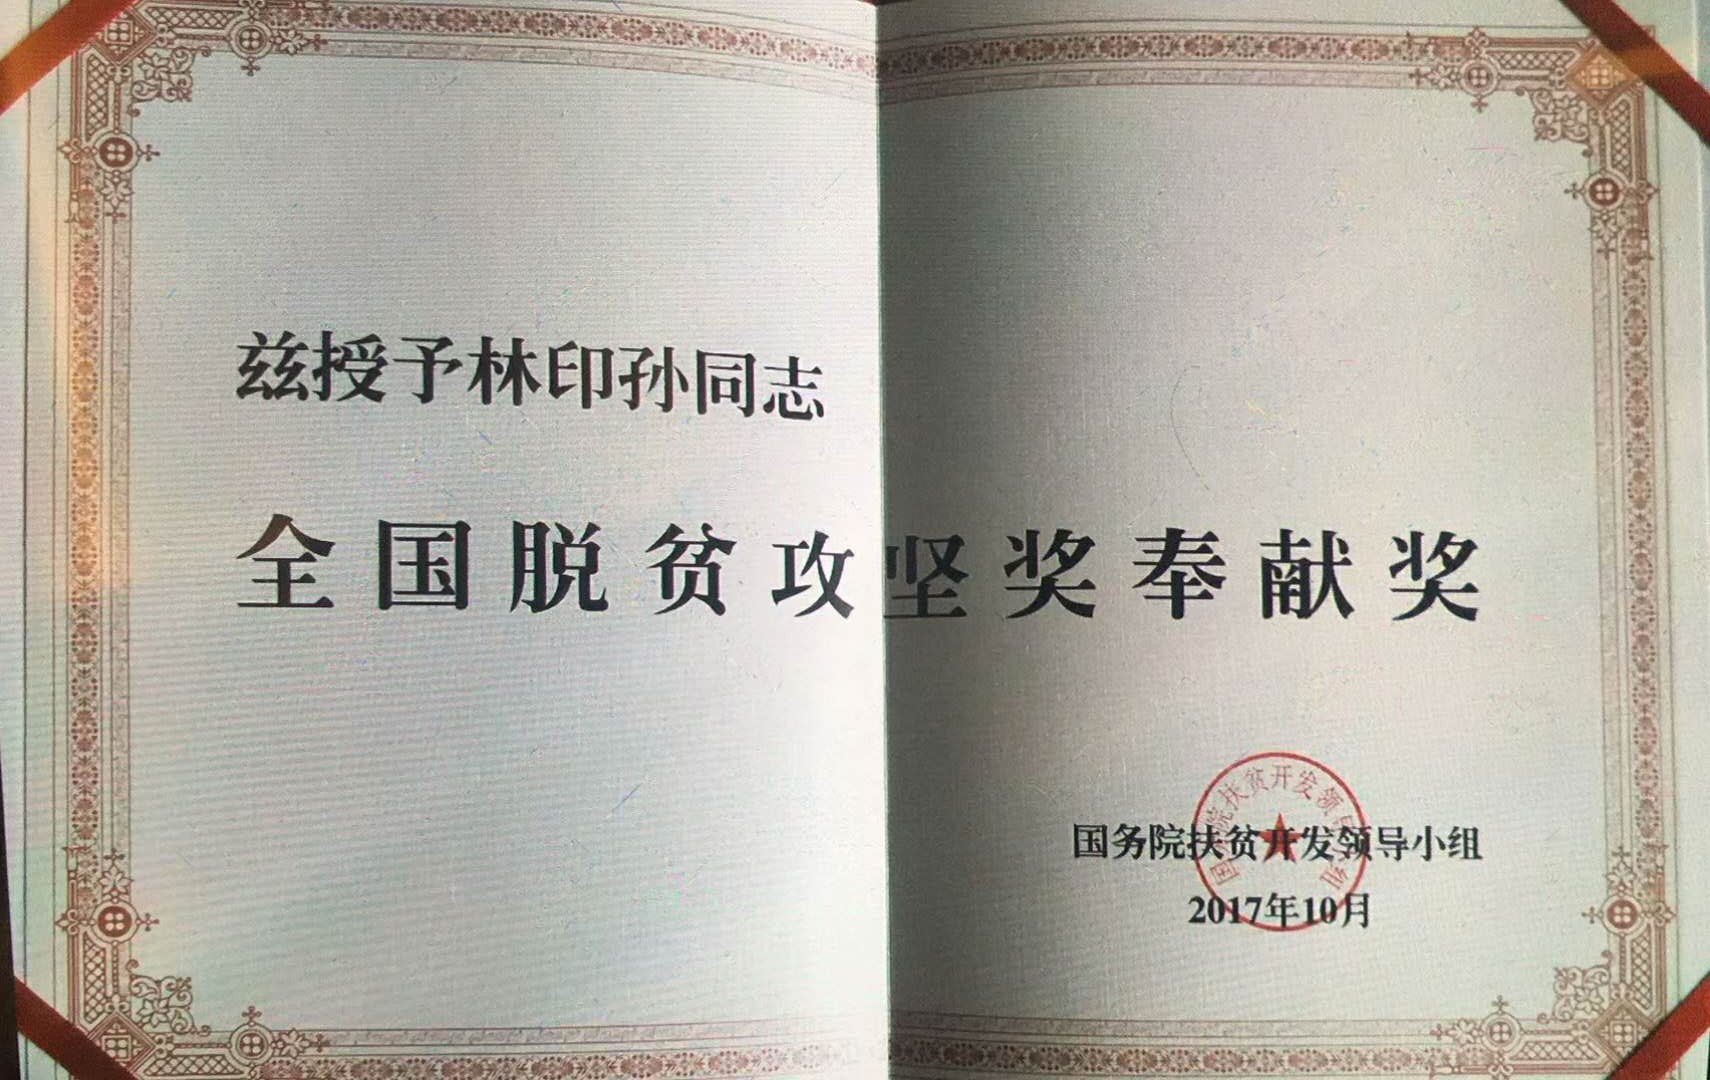 兹授予林印孙同志
全国脱贫攻坚奖奉献奖
国务院扶贫开发领导小组
2017年10月